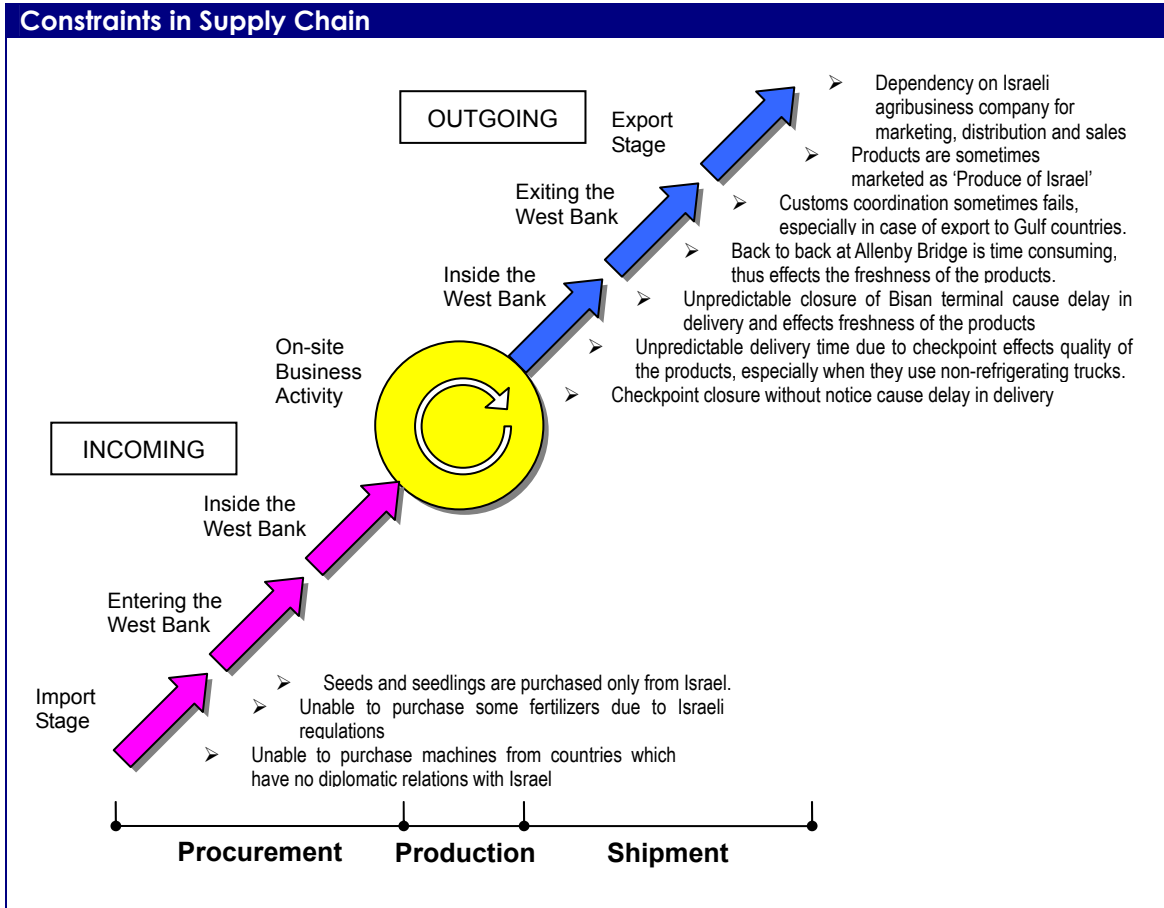 Constraints in Supply Chain
OUTGOING
Export
Stage
➢ Dependency on Israeli
agribusiness company for
marketing, distribution and sales
➢ Products are sometimes
marketed as ‘Produce of Israel’
Exiting the
West Bank
➢ Customs coordination sometimes fails,
especially in case of export to Gulf countries.
➢ Back to back at Allenby Bridge is time consuming,
thus effects the freshness of the products.
Inside the
West Bank
➢ Unpredictable closure of Bisan terminal cause delay in
delivery and effects freshness of the products
➢ Unpredictable delivery time due to checkpoint effects quality of
the products, especially when they use non-refrigerating trucks.
➢ Checkpoint closure without notice cause delay in delivery
On-site
Business
Activity
INCOMING
Inside the
West Bank
Entering the
West Bank
Import
Stage
➢ Seeds and seedlings are purchased only from Israel.
➢ Unable to purchase some fertilizers due to Israeli
regulations
➢ Unable to purchase machines from countries which
have no diplomatic relations with Israel
Procurement
Production
Shipment